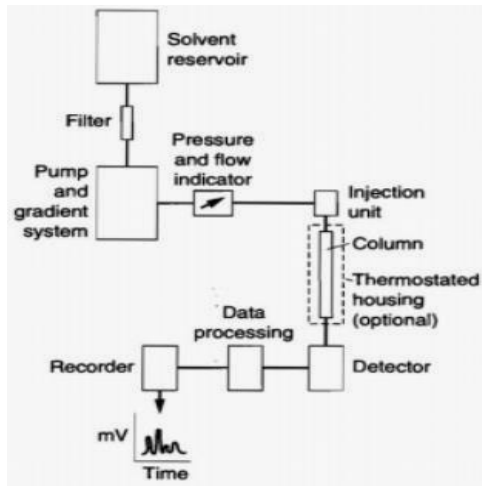 Solvent
reservoir
Filter
Pressure
and flow
indicator
Pump
and
gradient
system
Injection
unit
Column
Thermostated
housing
(optional)
Data
processing
Recorder
Detector
mV
Time